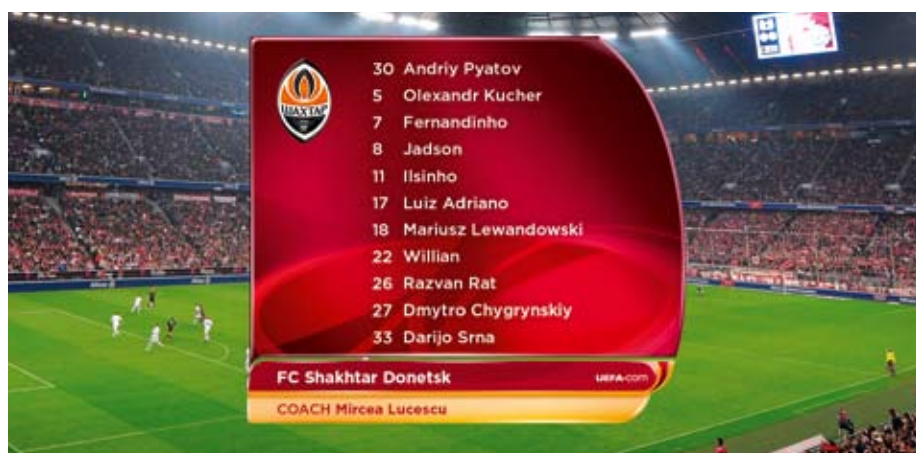 ШАХТАР
30 Andriy Pyatov
5 Olexandr Kucher
7 Fernandinho
8 Jadson
11 Ilsinho
17 Luiz Adriano
18 Mariusz Lewandowski
22 Willian
26 Razvan Rat
27 Dmytro Chygrynskiy
33 Darijo Srna
FC Shakhtar Donetsk UEFA.com
COACH Mircea Lucescu